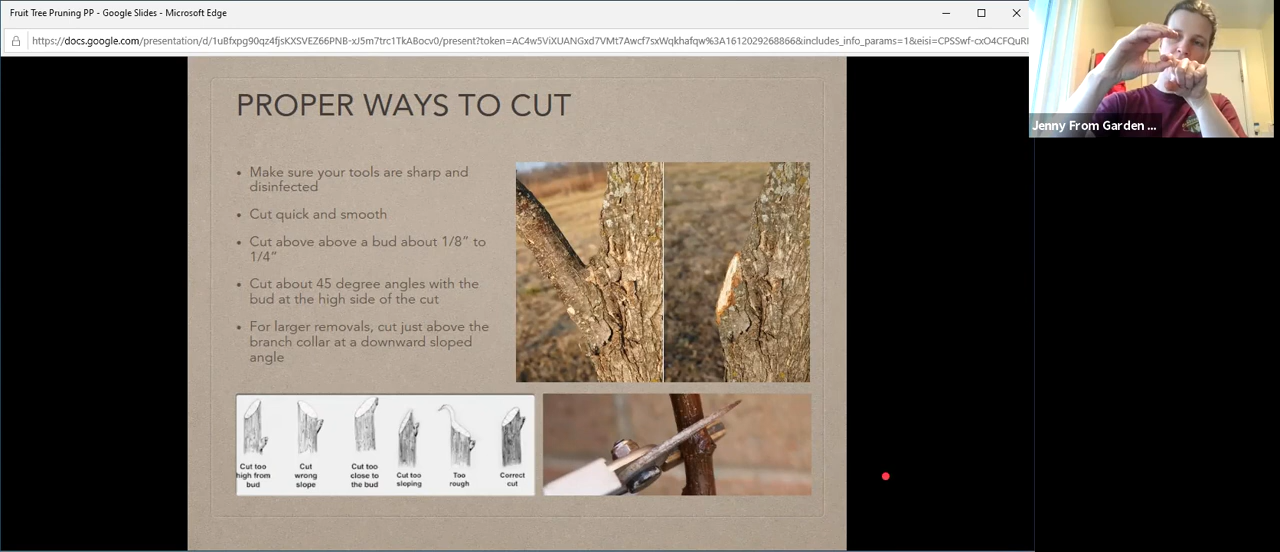 Fruit Tree Pruning PP - Google Slides - Microsoft Edge
https://docs.google.com/presentation/d/1uBfxpg90qz4fjsKXSVEZ66PNB-xJ5m7trc1TkABocv0/present?token=AC4w5ViXUANGxd7VMt7Awcf7sxWqkhafqw%3A1612029268866&includes_info_params=1&eisi=CPSSwf-cxO4CFQuRl
Jenny From Garden ...
PROPER WAYS TO CUT
• Make sure your tools are sharp and
disinfected
• Cut quick and smooth
• Cut above above a bud about 1/8” to
1/4”
• Cut about 45 degree angles with the
bud at the high side of the cut
• For larger removals, cut just above the
branch collar at a downward sloped
angle
Cut too
high from
bud
Cut
wrong
slope
Cut too
close to
the bud
Cut too
sloping
Too
rough
Correct
cut